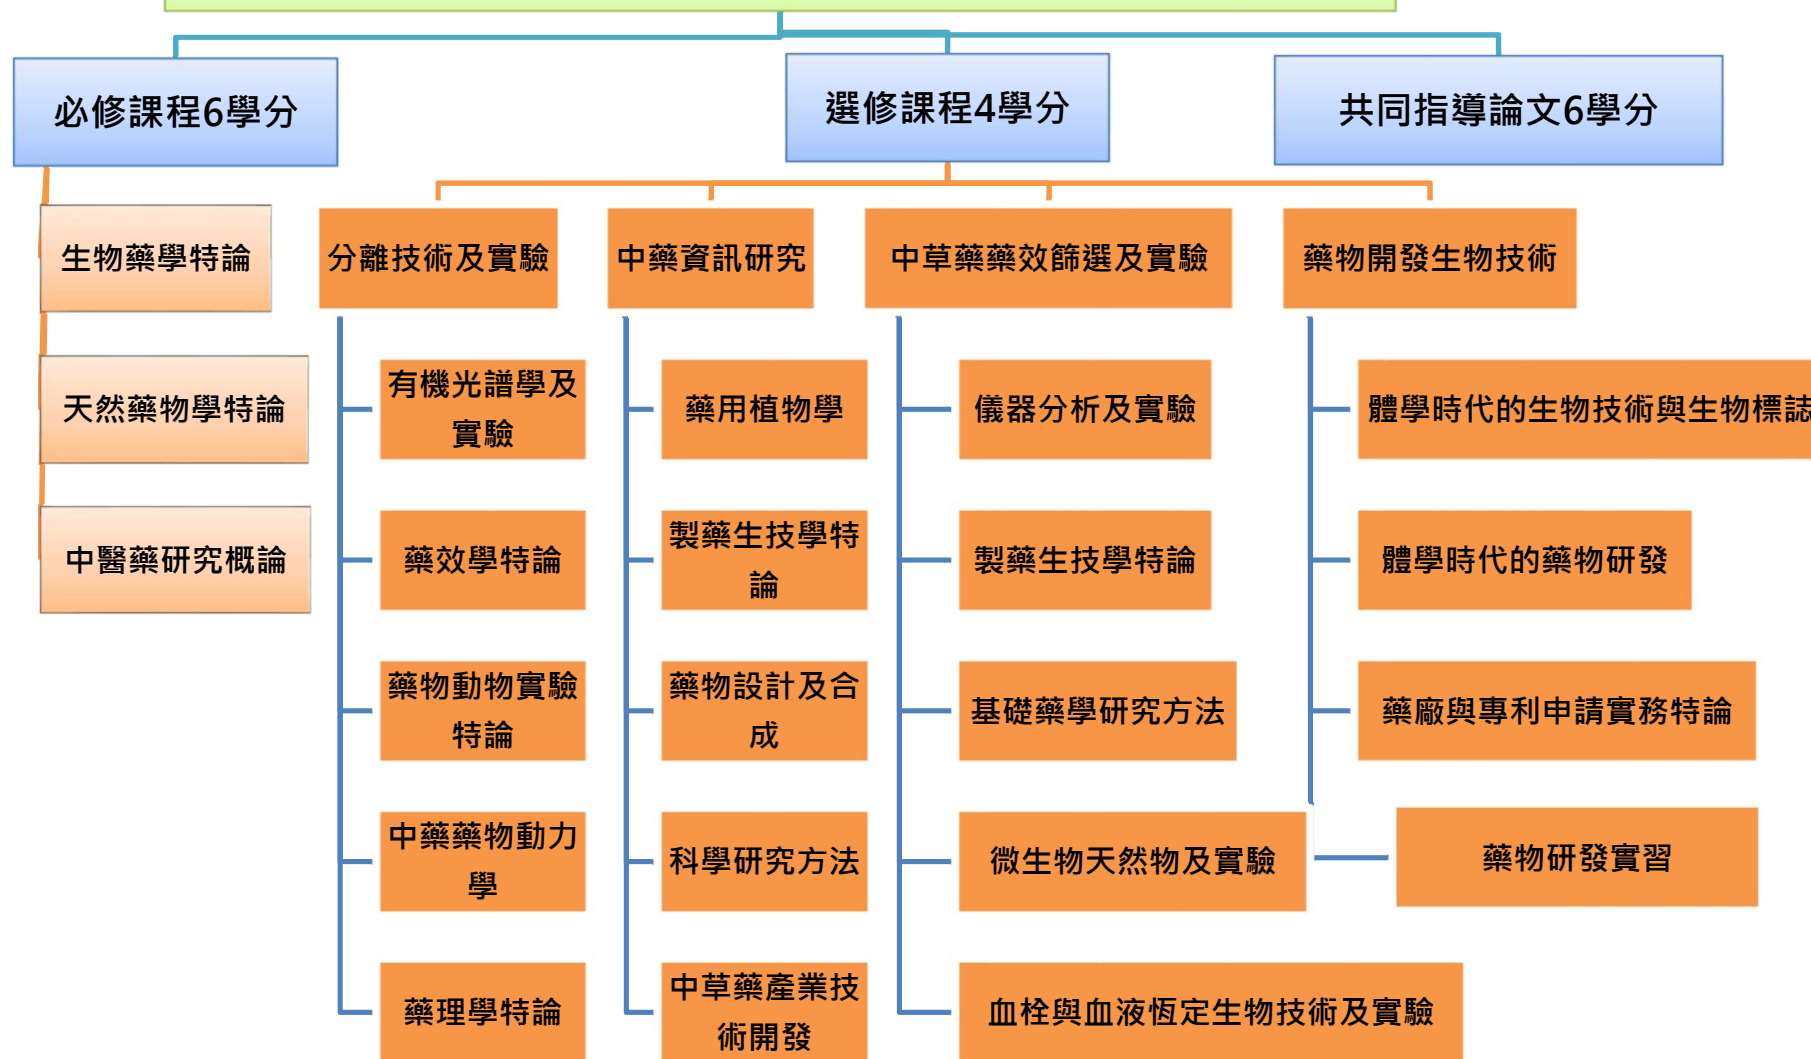 必修課程6學分
選修課程4學分
共同指導論文6學分
生物藥學特論
天然藥物學特論
中醫藥研究概論
分離技術及實驗
有機光譜學及
實驗
藥效學特論
藥物動物實驗
特論
中藥藥物動力
學
藥理學特論
中藥資訊研究
藥用植物學
製藥生技學特
論
藥物設計及合
成
科學研究方法
中草藥產業技
術開發
中草藥藥效篩選及實驗
儀器分析及實驗
製藥生技學特論
基礎藥學研究方法
微生物天然物及實驗
血栓與血液恆定生物技術及實驗
藥物開發生物技術
體學時代的生物技術與生物標誌
體學時代的藥物研發
藥廠與專利申請實務特論
藥物研發實習